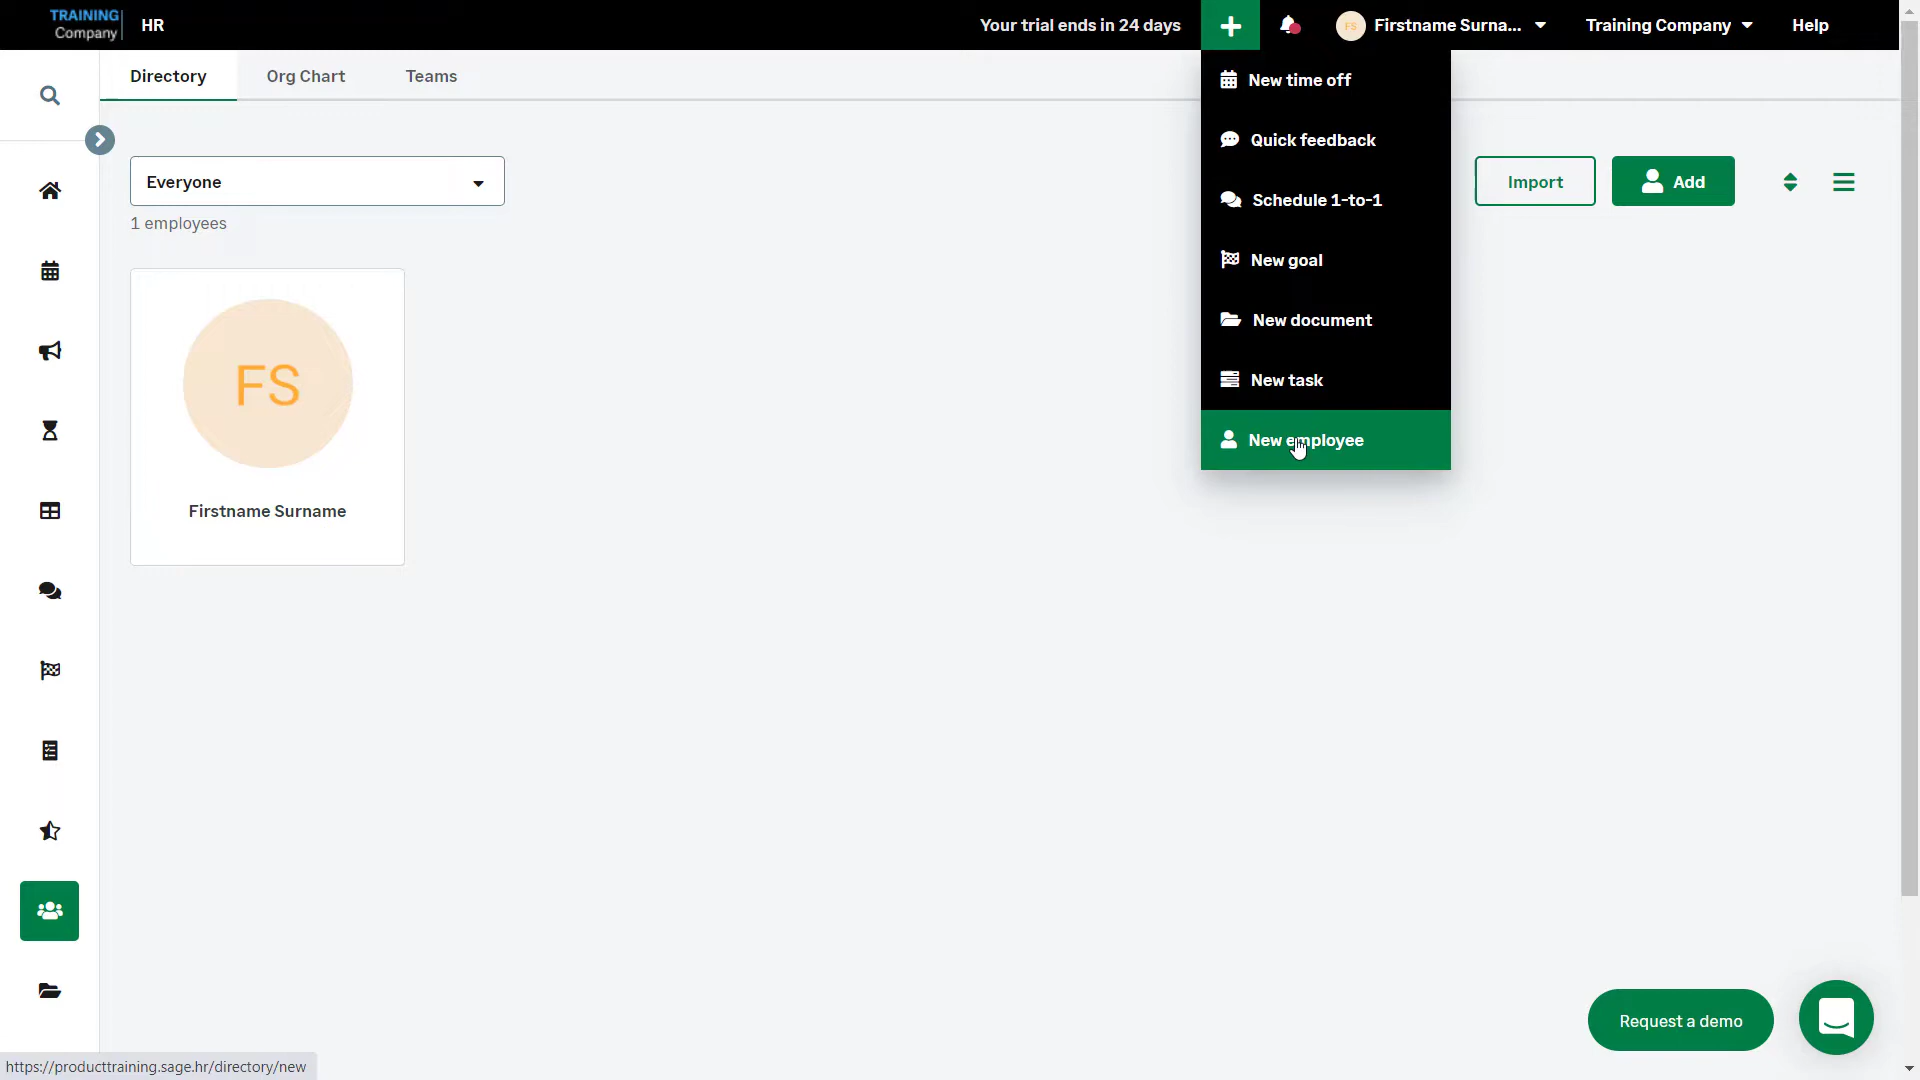 TRAINING
Company
HR
Your trial ends in 24 days
FS
Firstname Surna...
Training Company
Help
Directory
Org Chart
Teams
New time off
Quick feedback
Schedule 1-to-1
New goal
New document
New task
New employee
Everyone
1 employees
Import
Add
FS
Firstname Surname
Request a demo
https://producttraining.sage.hr/directory/new